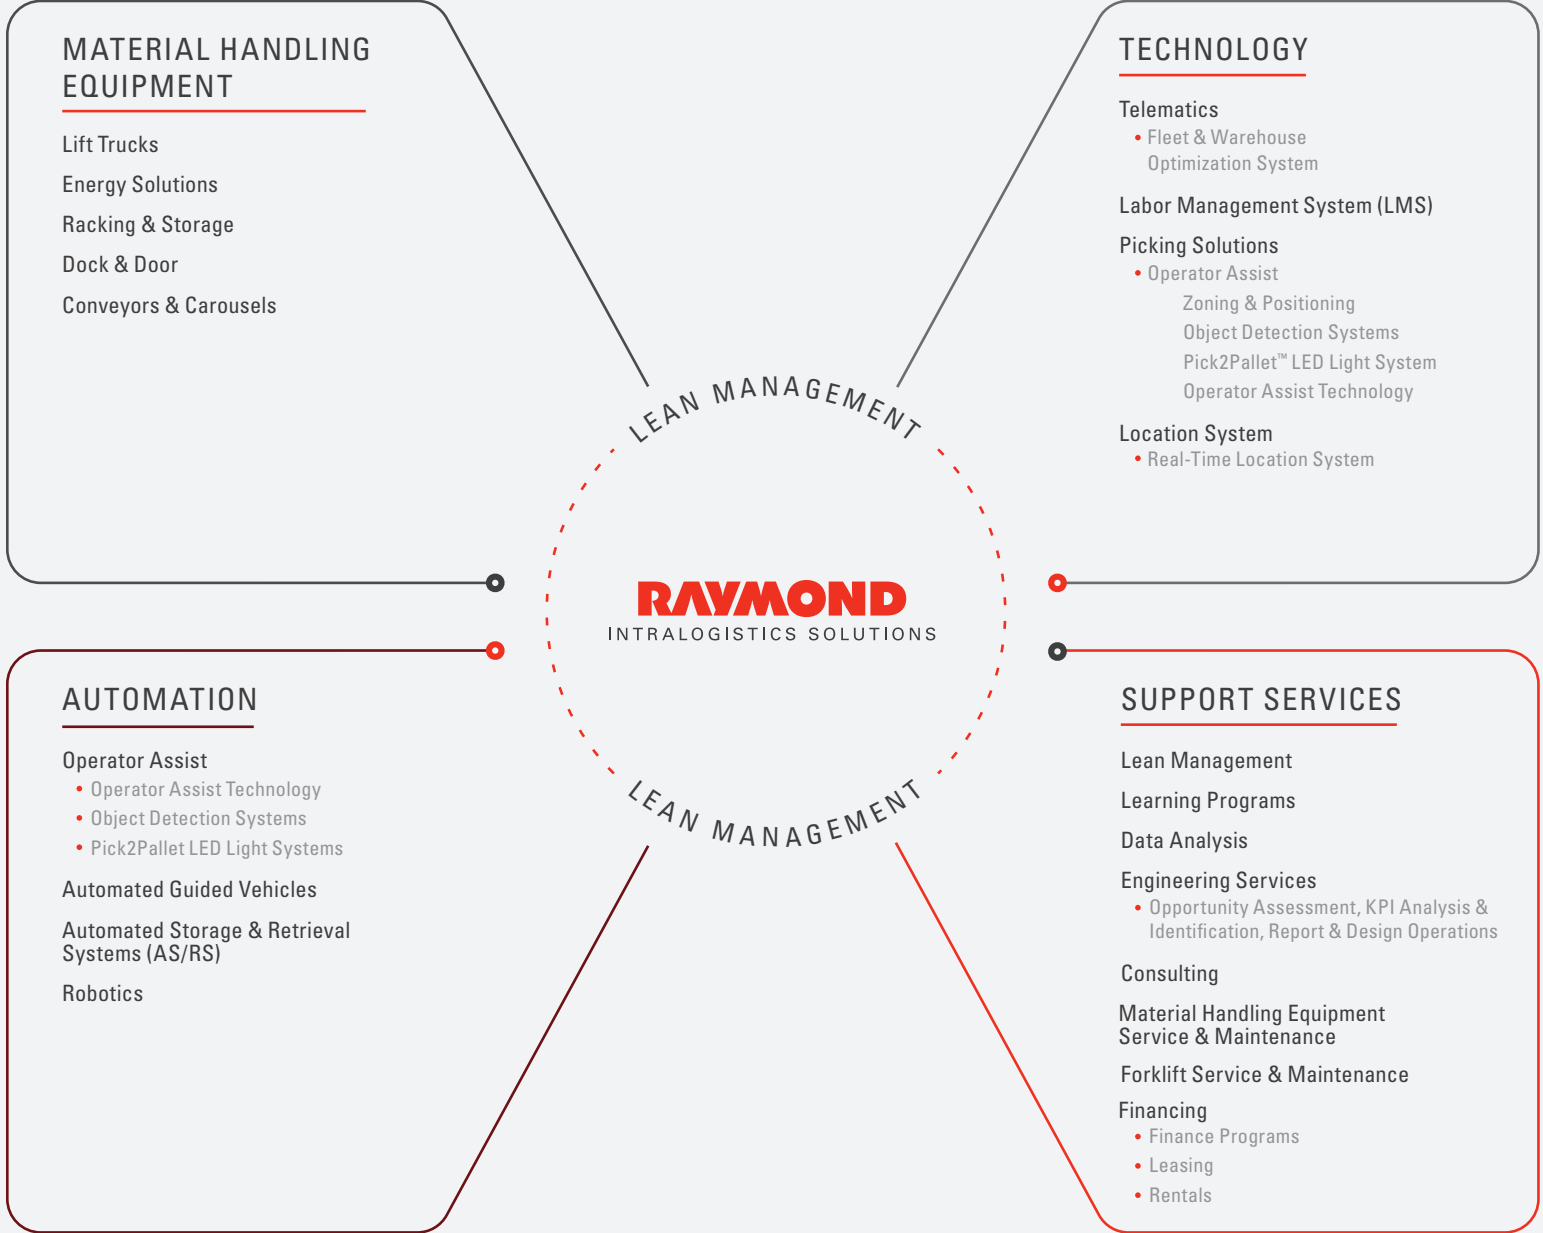 MATERIAL HANDLING
EQUIPMENT
Lift Trucks
Energy Solutions
Racking & Storage
Dock & Door
Conveyors & Carousels
TECHNOLOGY
Telematics
• Fleet & Warehouse
Optimization System
Labor Management System (LMS)
Picking Solutions
• Operator Assist
Zoning & Positioning
Object Detection Systems
Pick2Pallet™ LED Light System
Operator Assist Technology
Location System
• Real-Time Location System
LEAN MANAGEMENT
RAYMOND
INTRALOGISTICS SOLUTIONS
LEAN MANAGEMENT
AUTOMATION
Operator Assist
• Operator Assist Technology
• Object Detection Systems
• Pick2Pallet LED Light Systems
Automated Guided Vehicles
Automated Storage & Retrieval
Systems (AS/RS)
Robotics
SUPPORT SERVICES
Lean Management
Learning Programs
Data Analysis
Engineering Services
• Opportunity Assessment, KPI Analysis &
Identification, Report & Design Operations
Consulting
Material Handling Equipment
Service & Maintenance
Forklift Service & Maintenance
Financing
• Finance Programs
• Leasing
• Rentals